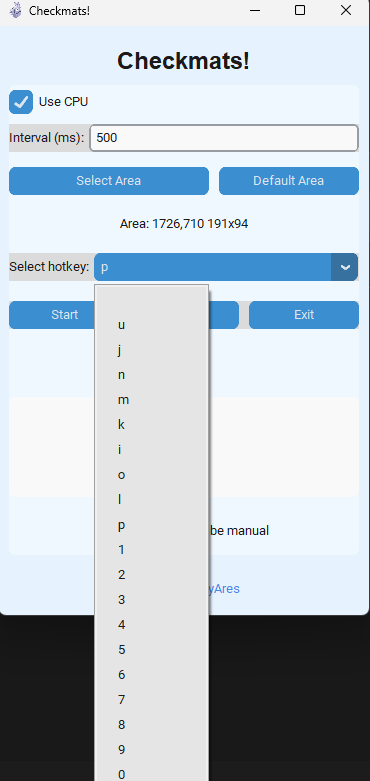 Checkmats!
Checkmats!
Use CPU
Interval (ms): 500
Select Area Default Area
Area: 1726,710 191x94
Select hotkey: p
Start Exit
u
j
n
m
k
i
o
l
p
be manual
1
2
3
yAres
4
5
6
7
8
9
0